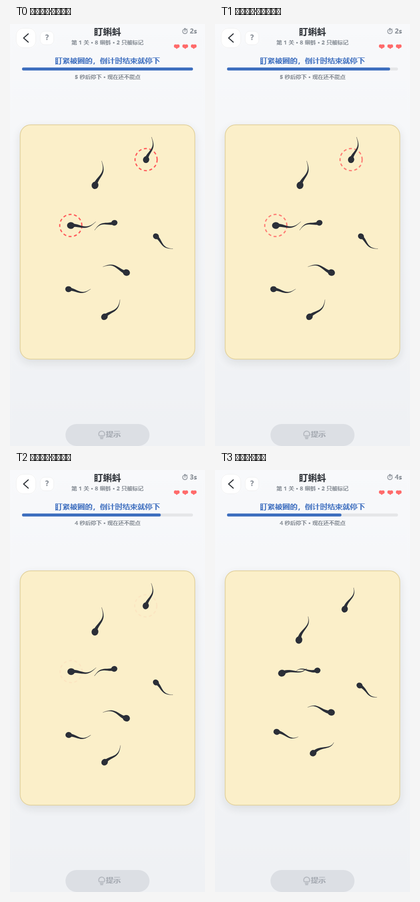 T0
盯蝌蚪
2s
?
第 1 关 • 8 蝌蚪 • 2 只被标记
盯紧被圈的，倒计时结束就停下
5 秒后停下 • 现在还不能点
提示
T1
盯蝌蚪
2s
?
第 1 关 • 8 蝌蚪 • 2 只被标记
盯紧被圈的，倒计时结束就停下
5 秒后停下 • 现在还不能点
提示
T2
盯蝌蚪
3s
?
第 1 关 • 8 蝌蚪 • 2 只被标记
盯紧被圈的，倒计时结束就停下
4 秒后停下 • 现在还不能点
提示
T3
盯蝌蚪
4s
?
第 1 关 • 8 蝌蚪 • 2 只被标记
盯紧被圈的，倒计时结束就停下
4 秒后停下 • 现在还不能点
提示